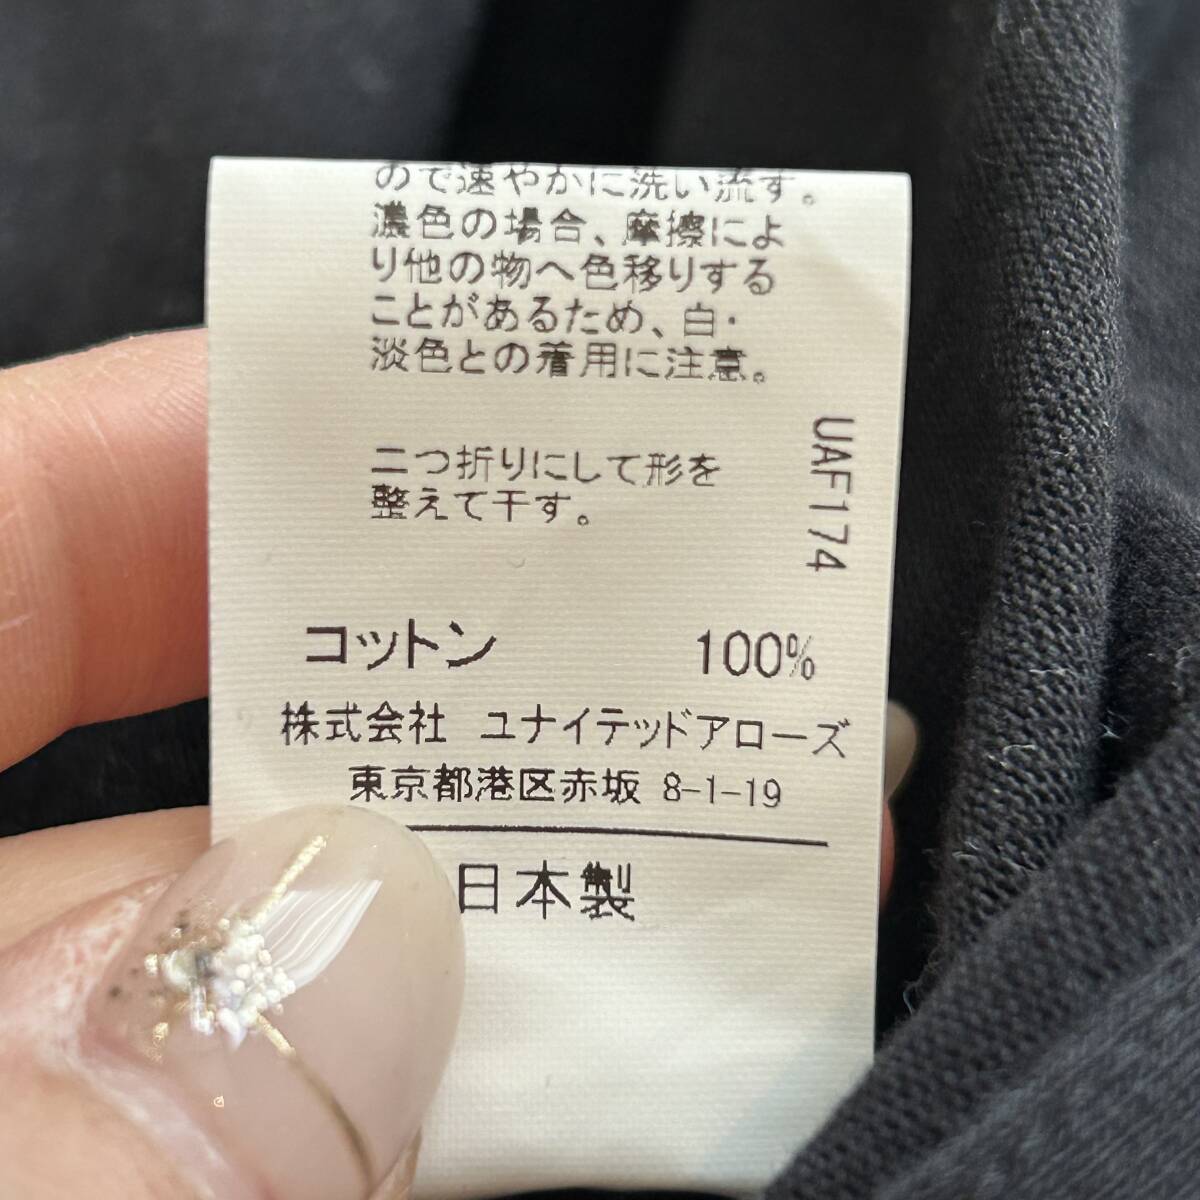 ので速やかに洗い流す。
濃色の場合、摩擦によ
り他の物へ色移りする
ことがあるため、白・
淡色との着用に注意。
二つ折りにして形を
整えて干す。
UAF174
コットン 100%
株式会社 ユナイテッドアローズ
東京都港区赤坂 8-1-19
日本製